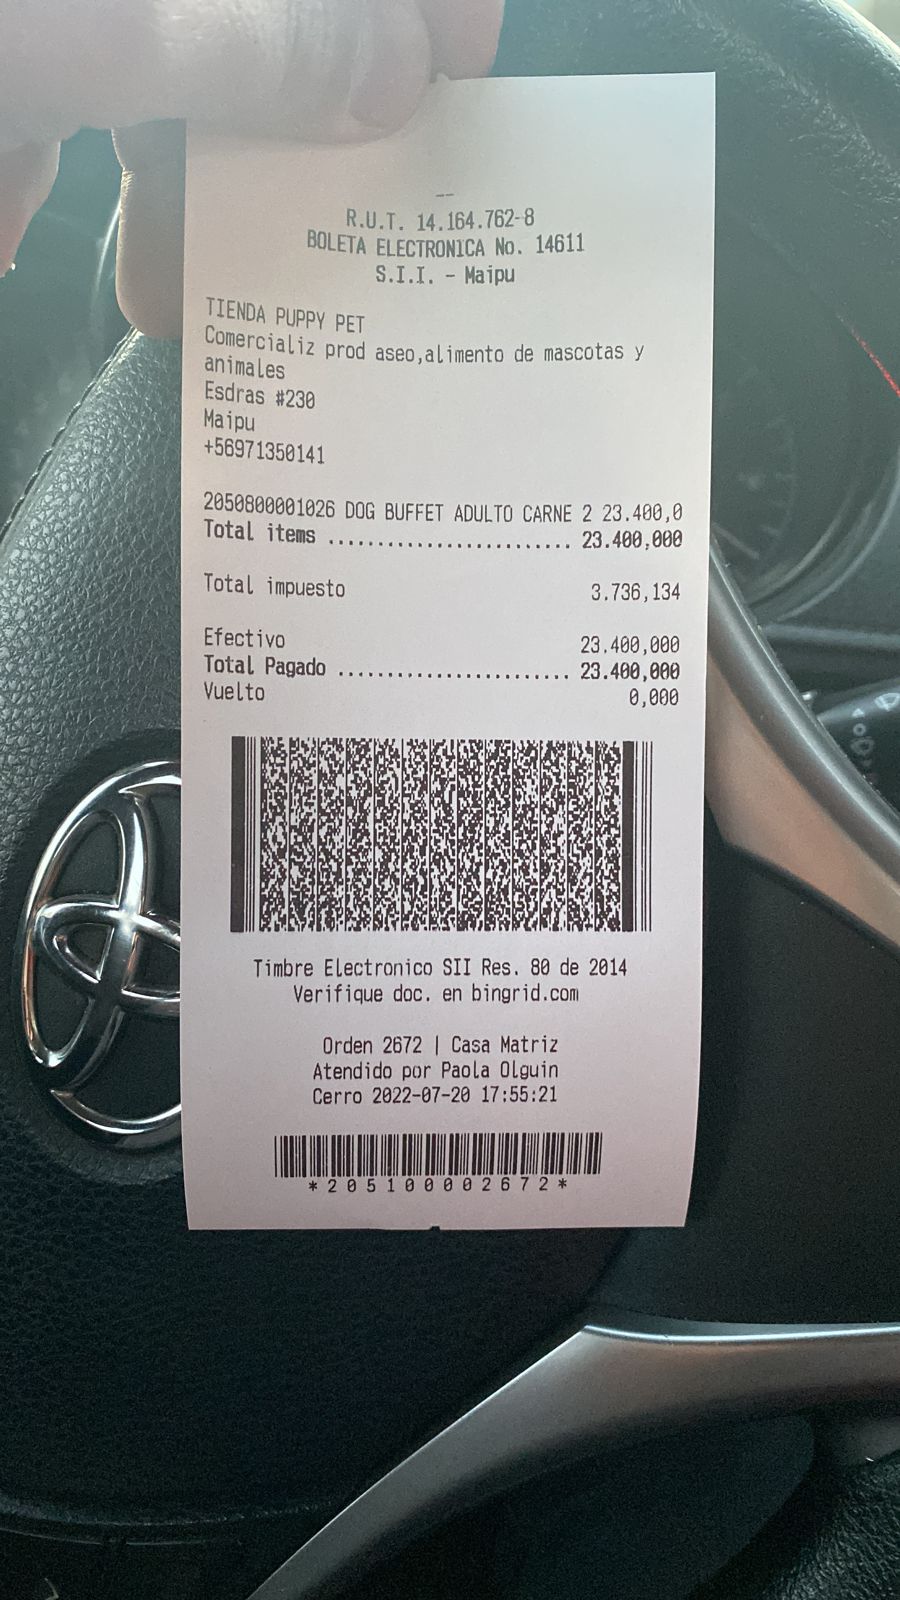 R.U.T. 14.164.762-8
BOLETA ELECTRONICA No. 14611
S.I.I. - Maipu
TIENDA PUPPY PET
Comercializ prod aseo,alimento de mascotas y
animales
Esdras #230
Maipu
+56971350141
2050800001026 DOG BUFFET ADULTO CARNE 2 23.400,0
Total items ........................ 23.400,000
Total impuesto 3.736,134
Efectivo 23.400,000
Total Pagado ....................... 23.400,000
Vuelto 0,000
Timbre Electronico SII Res. 80 de 2014
Verifique doc. en bingrid.com
Orden 2672 | Casa Matriz
Atendido por Paola Olguin
Cerro 2022-07-20 17:55:21
*205100002672*